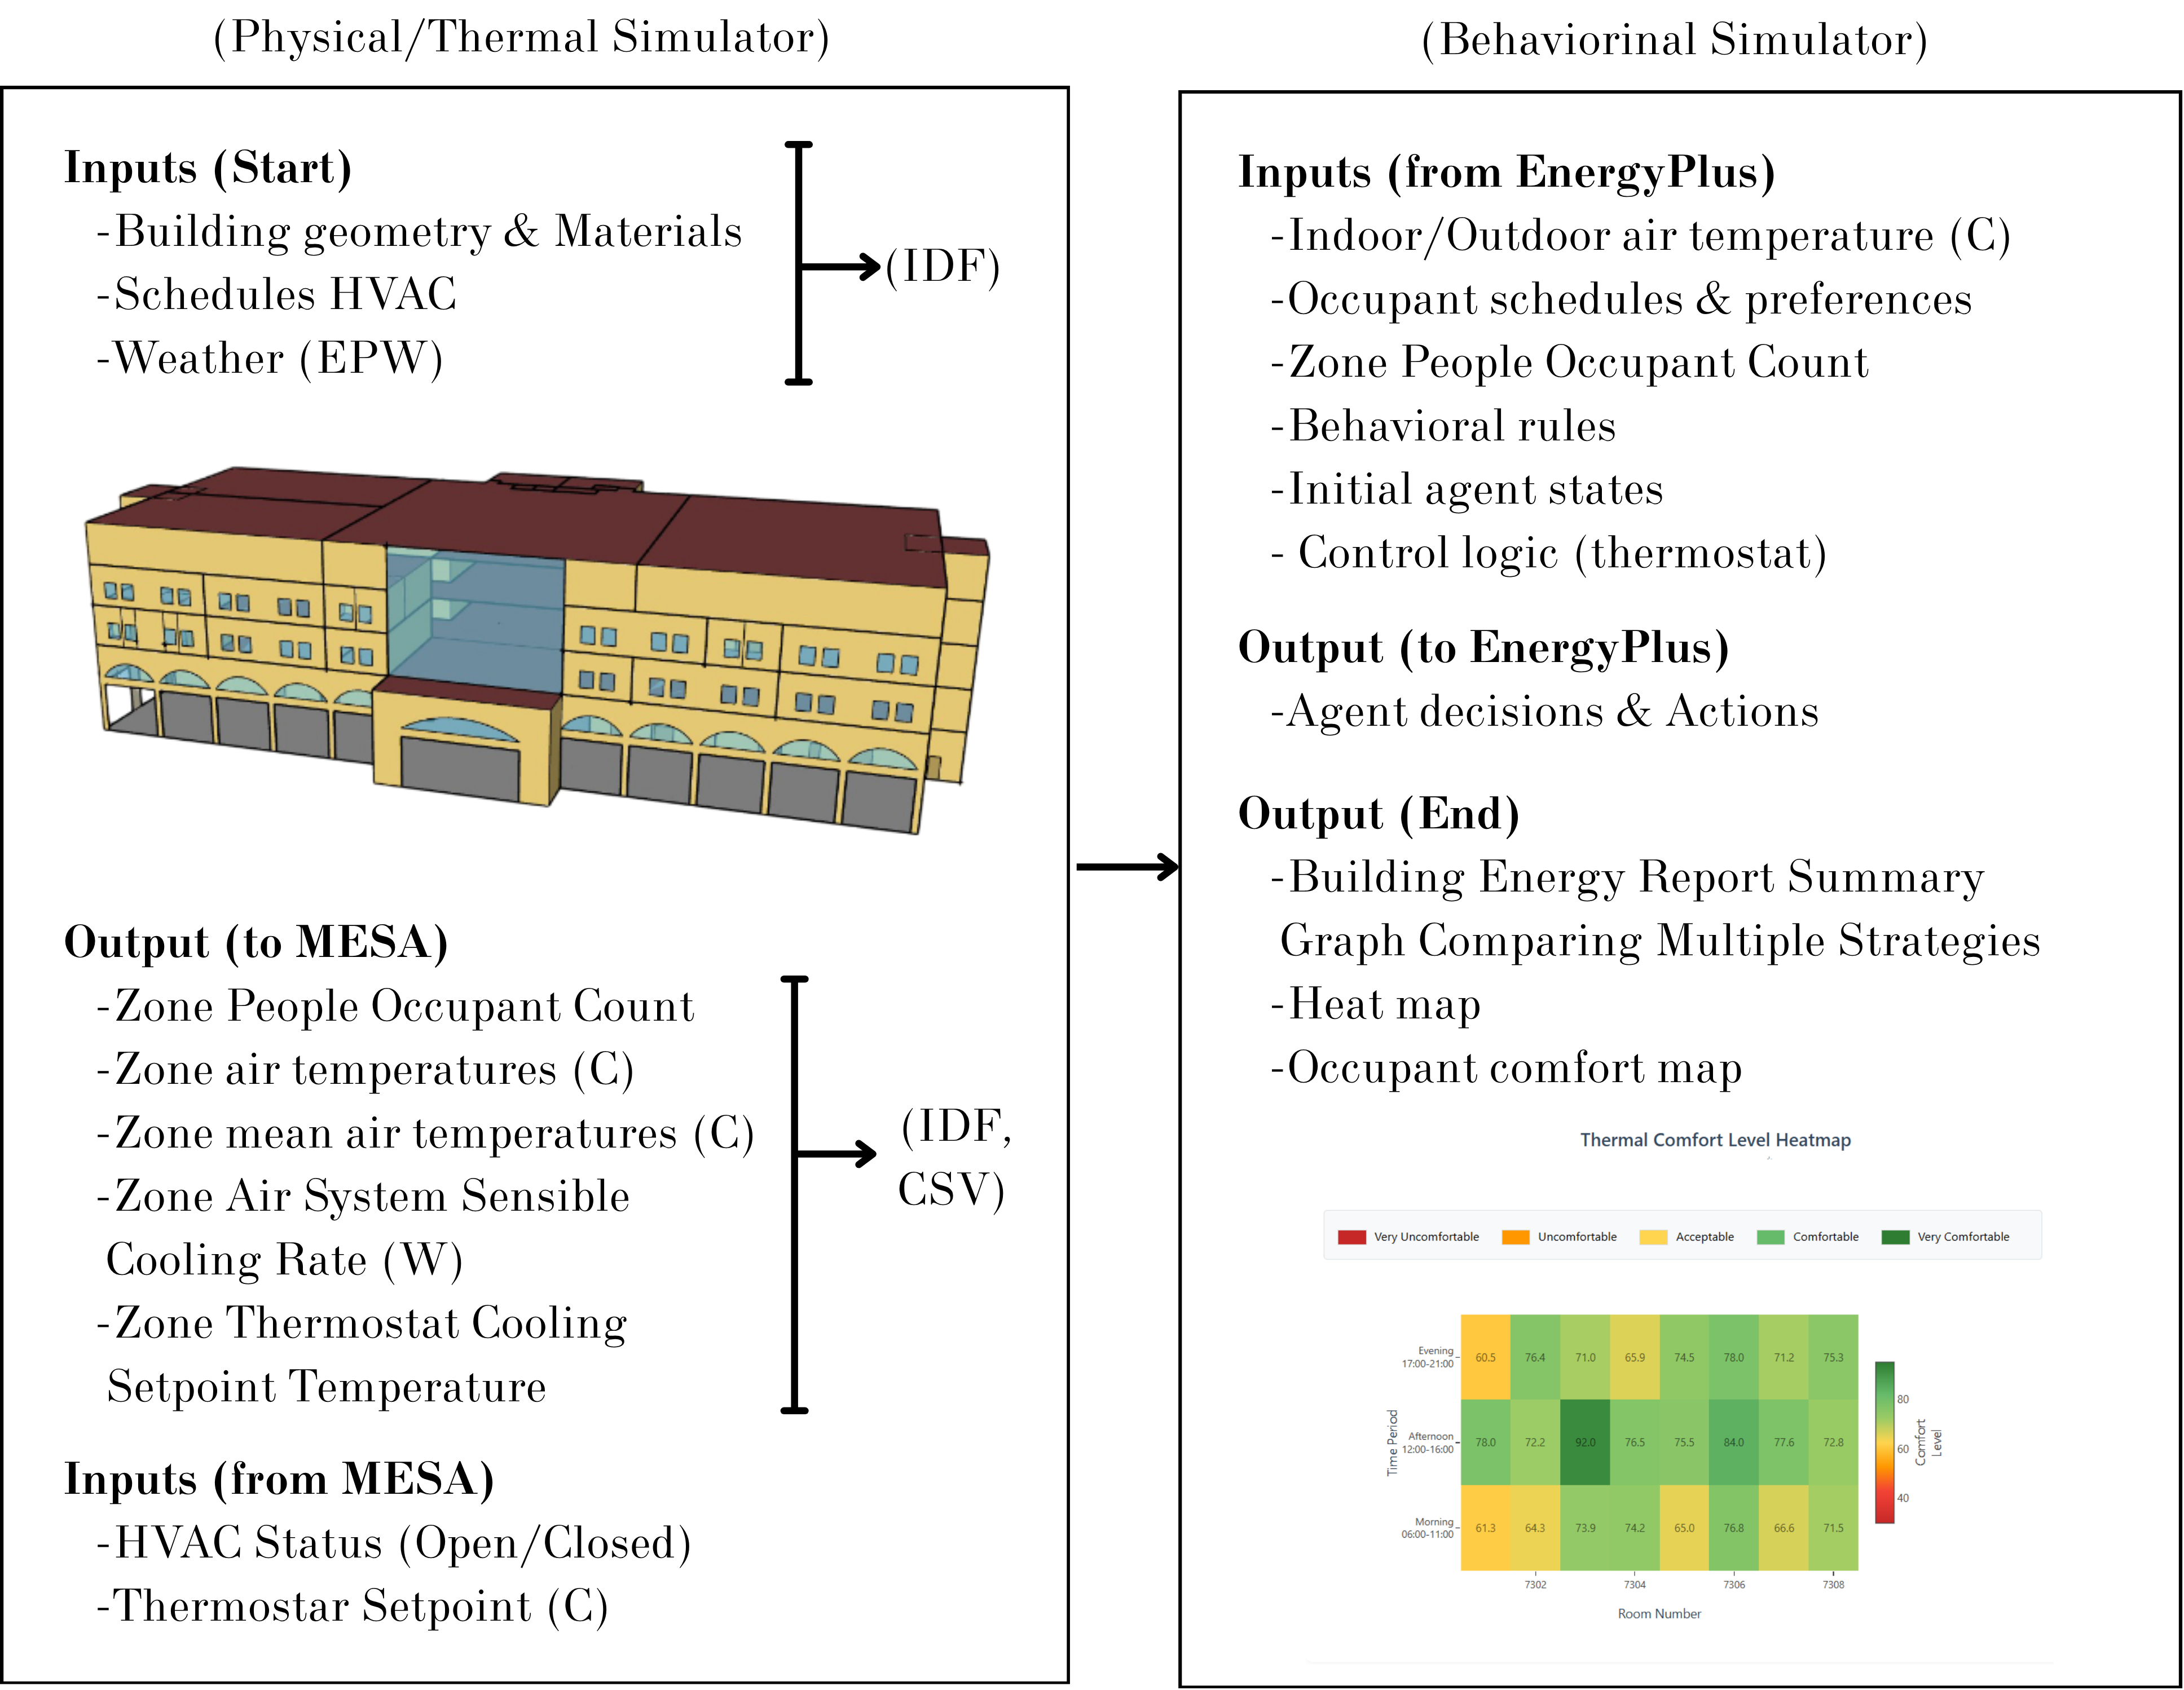 (Physical/Thermal Simulator)
Inputs (Start)
-Building geometry & Materials
-Schedules HVAC
-Weather (EPW)
(IDF)
Output (to MESA)
-Zone People Occupant Count
-Zone air temperatures (C)
-Zone mean air temperatures (C)
-Zone Air System Sensible
Cooling Rate (W)
-Zone Thermostat Cooling
Setpoint Temperature
(IDF,
CSV)
Inputs (from MESA)
-HVAC Status (Open/Closed)
-Thermostar Setpoint (C)
(Behaviorinal Simulator)
Inputs (from EnergyPlus)
-Indoor/Outdoor air temperature (C)
-Occupant schedules & preferences
-Zone People Occupant Count
-Behavioral rules
-Initial agent states
- Control logic (thermostat)
Output (to EnergyPlus)
-Agent decisions & Actions
Output (End)
-Building Energy Report Summary
Graph Comparing Multiple Strategies
-Heat map
-Occupant comfort map
Thermal Comfort Level Heatmap
Very Uncomfortable Uncomfortable Acceptable Comfortable Very Comfortable
Time Period
Evening
17:00-21:00
60.5 76.4 71.0 65.9 74.5 78.0 71.2 75.3
Afternoon
12:00-16:00
78.0 72.2 92.0 76.5 75.5 84.0 77.6 72.8
Morning
06:00-11:00
61.3 64.3 73.9 74.2 65.0 76.8 66.6 71.5
7302 7304 7306 7308
Room Number
80
60
40
Comfort
Level